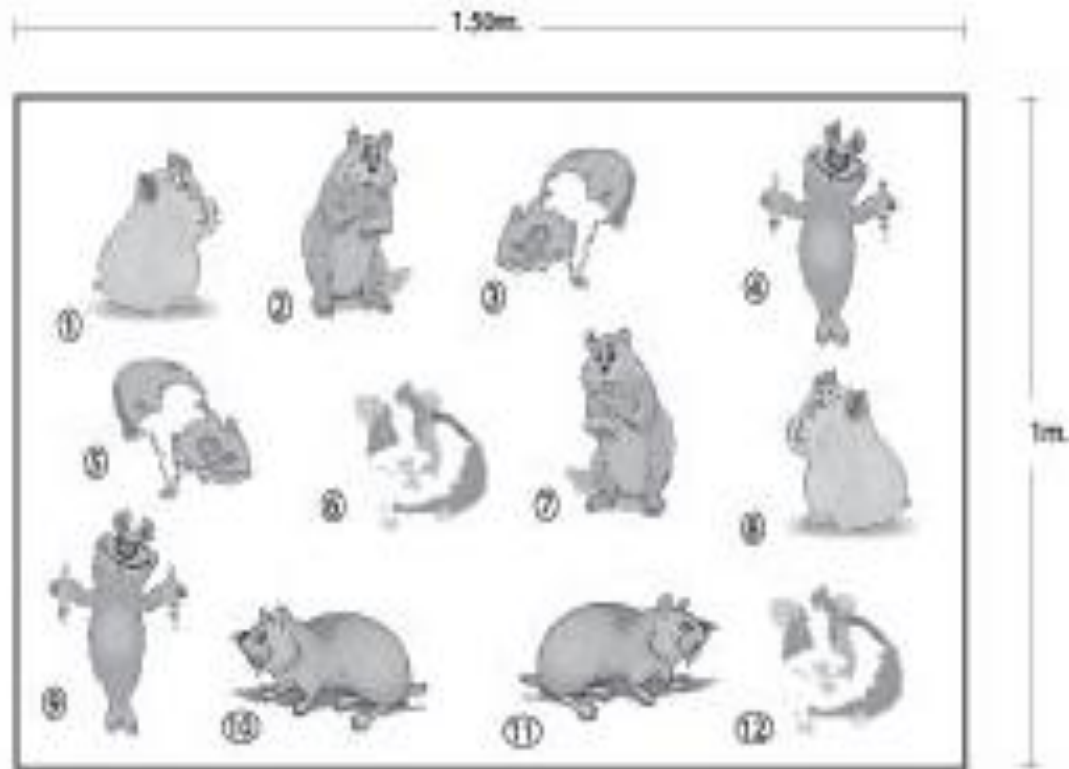 1.50m.
① ② ③ ④
1m.
⑤ ⑥ ⑦ ⑧
⑨ ⑩ ⑪ ⑫